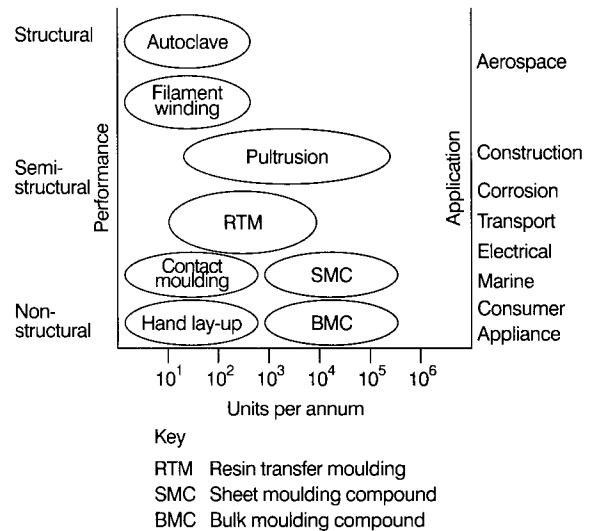 Structural
Semi-
structural
Non-
structural
Performance
Autoclave
Filament
winding
Pultrusion
RTM
Contact
moulding
SMC
Hand lay-up
BMC
Application
Aerospace
Construction
Corrosion
Transport
Electrical
Marine
Consumer
Appliance
10¹ 10² 10³ 10⁴ 10⁵ 10⁶
Units per annum
Key
RTM Resin transfer moulding
SMC Sheet moulding compound
BMC Bulk moulding compound